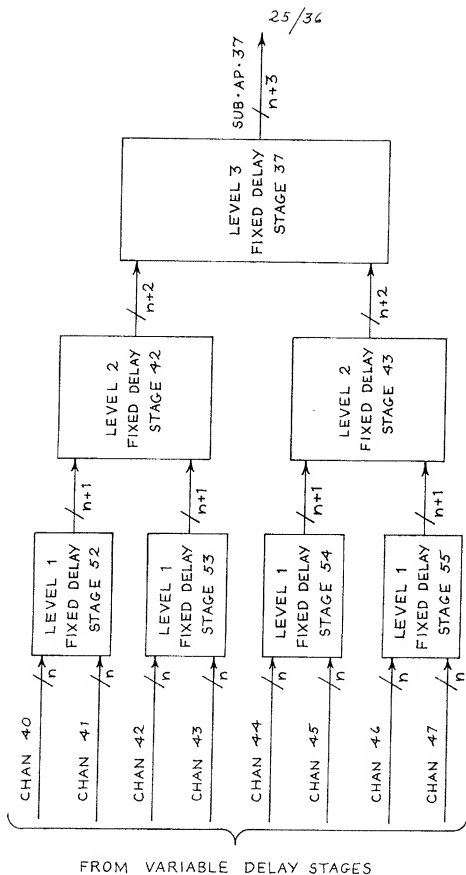 25/36
SUB·AP·37
n+3
LEVEL 3
FIXED DELAY
STAGE 37
n+2
n+2
LEVEL 2
FIXED DELAY
STAGE 42
LEVEL 2
FIXED DELAY
STAGE 43
n+1
n+1
n+1
n+1
LEVEL 1
FIXED DELAY
STAGE 52
LEVEL 1
FIXED DELAY
STAGE 53
LEVEL 1
FIXED DELAY
STAGE 54
LEVEL 1
FIXED DELAY
STAGE 55
n
n
n
n
n
n
n
n
CHAN 40
CHAN 41
CHAN 42
CHAN 43
CHAN 44
CHAN 45
CHAN 46
CHAN 47
FROM VARIABLE DELAY STAGES